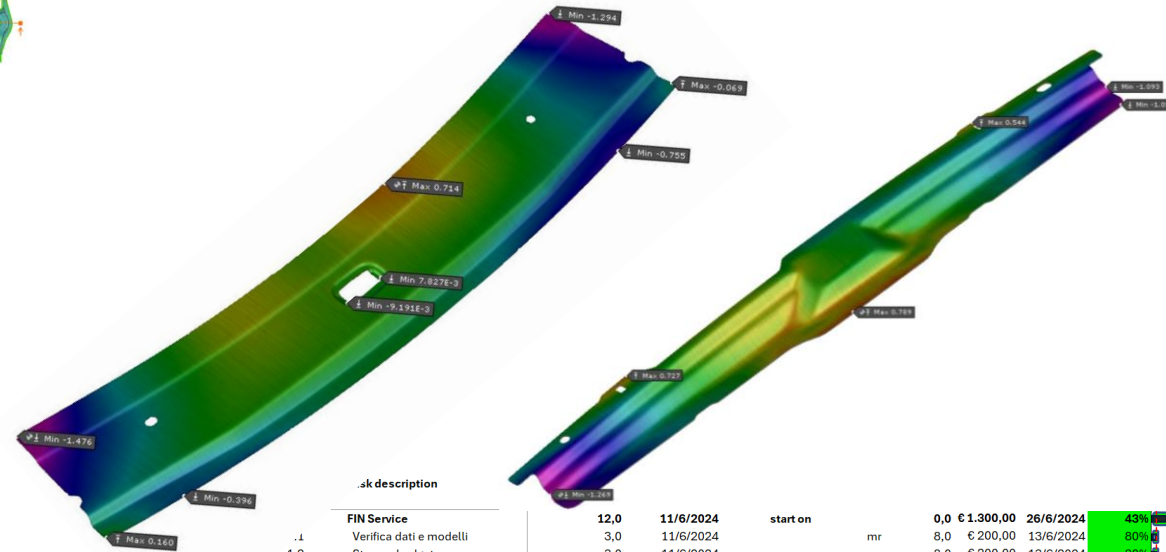 Min -1.294
Max -0.069
Min -1.093
Max 0.544
Min -0.755
Max 0.714
Min 7.827E-3
Min -9.191E-3
Max 0.789
Max 0.727
Min -1.476
sk description
Min -1.269
Min -0.396
FIN Service 12,0 11/6/2024 start on 0,0 € 1.300,00 26/6/2024 43%
.1 Verifica dati e modelli 3,0 11/6/2024 mr 8,0 € 200,00 13/6/2024 80%
Max 0.160